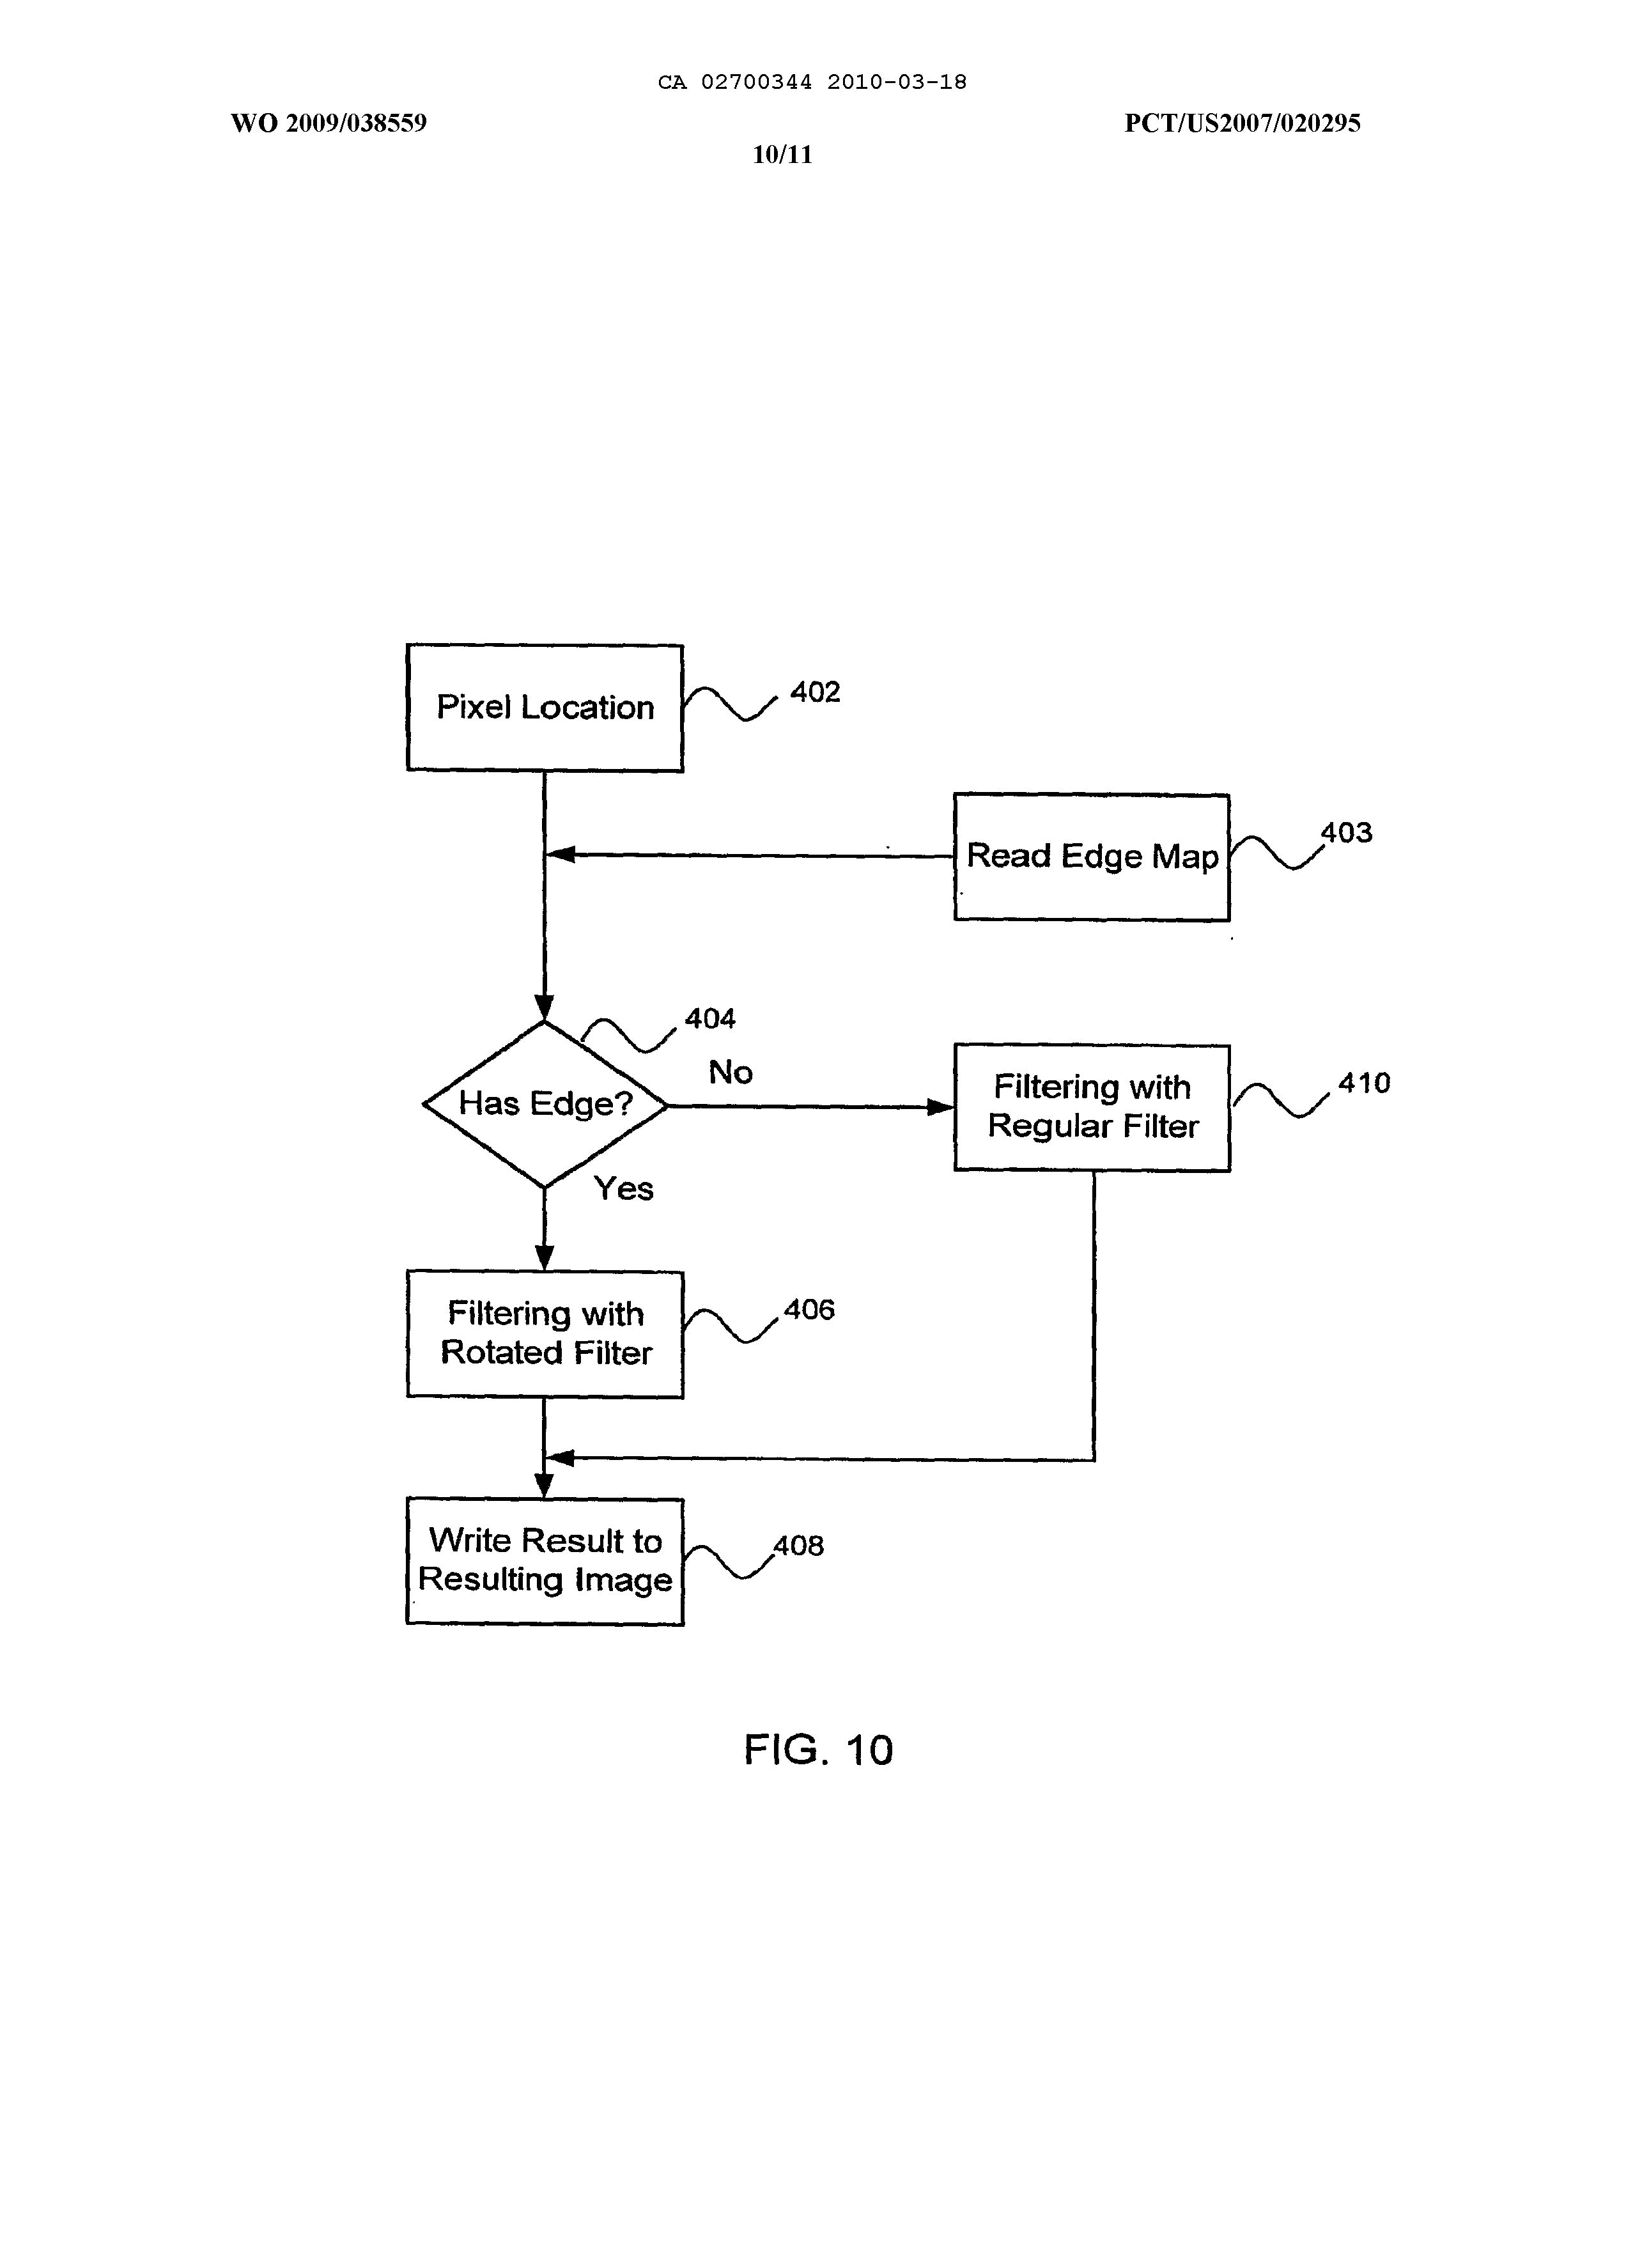 CA 02700344 2010-03-18
WO 2009/038559
PCT/US2007/020295
10/11
Pixel Location
402
Read Edge Map
403
404
Has Edge?
No
Filtering with
Regular Filter
410
Yes
Filtering with
Rotated Filter
406
Write Result to
Resulting Image
408
FIG. 10